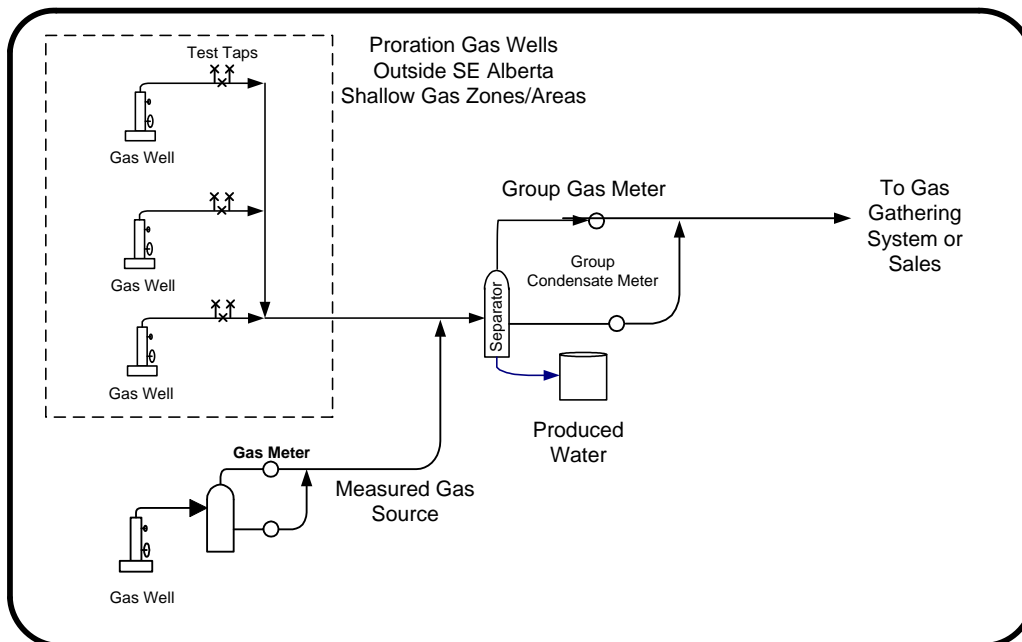 Test Taps
Proration Gas Wells
Outside SE Alberta
Shallow Gas Zones/Areas
Gas Well
Gas Well
Gas Well
Group Gas Meter
To Gas
Gathering
System or
Sales
Group
Condensate Meter
Separator
Produced
Water
Gas Meter
Measured Gas
Source
Gas Well